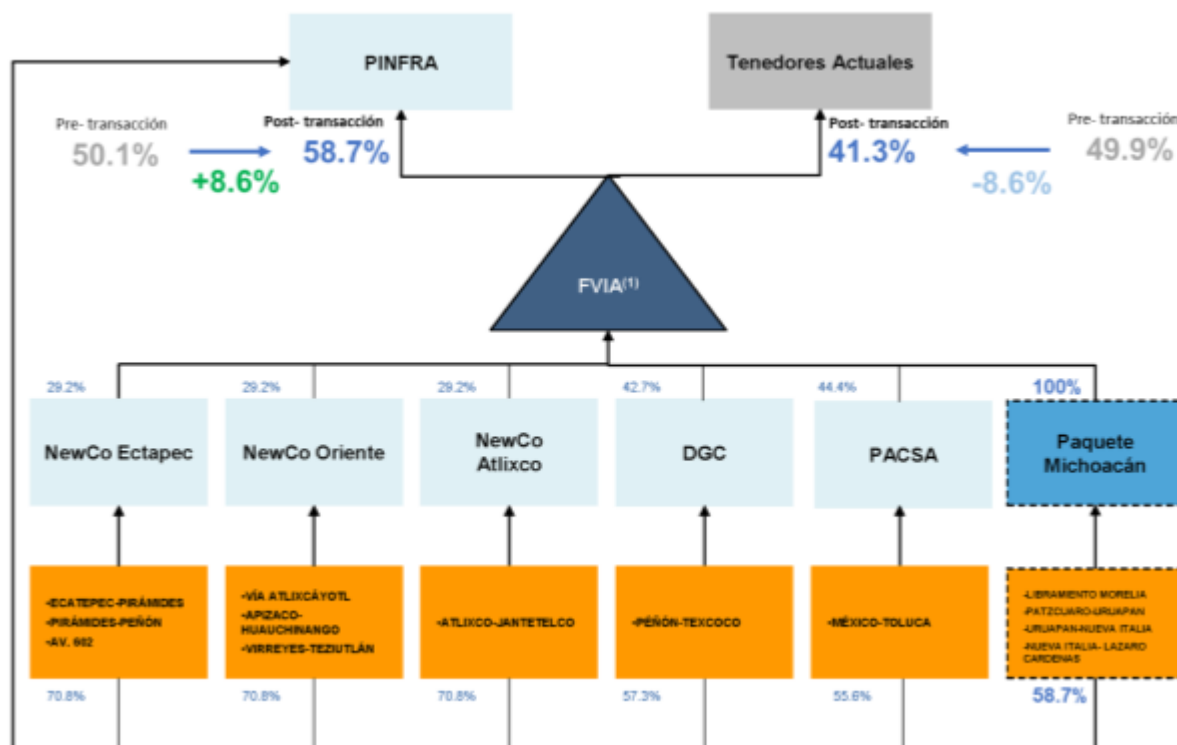 PINFRA
Tenedores Actuales
Pre- transacción
50.1%
+8.6%
Post- transacción
58.7%
Post- transacción
41.3%
-8.6%
Pre- transacción
49.9%
FVIA(1)
29.2%
29.2%
29.2%
42.7%
44.4%
100%
NewCo Ectapec
NewCo Oriente
NewCo
Atlixco
DGC
PACSA
Paquete
Michoacán
•ECATEPEC-PIRÁMIDES
•PIRÁMIDES-PEÑÓN
•AV. 602
•VÍA ATLIXCÁYOTL
•APIZACO-
HUAUCHINANGO
•VIRREYES-TEZIUTLÁN
•ATLIXCO-JANTETELCO
•PÉÑÓN-TEXCOCO
•MÉXICO-TOLUCA
-LIBRAMIENTO MORELIA
-PATZCUARO-URUAPAN
-URUAPAN-NUEVA ITALIA
-NUEVA ITALIA- LAZARO
CARDENAS
70.8%
70.8%
70.8%
57.3%
55.6%
58.7%